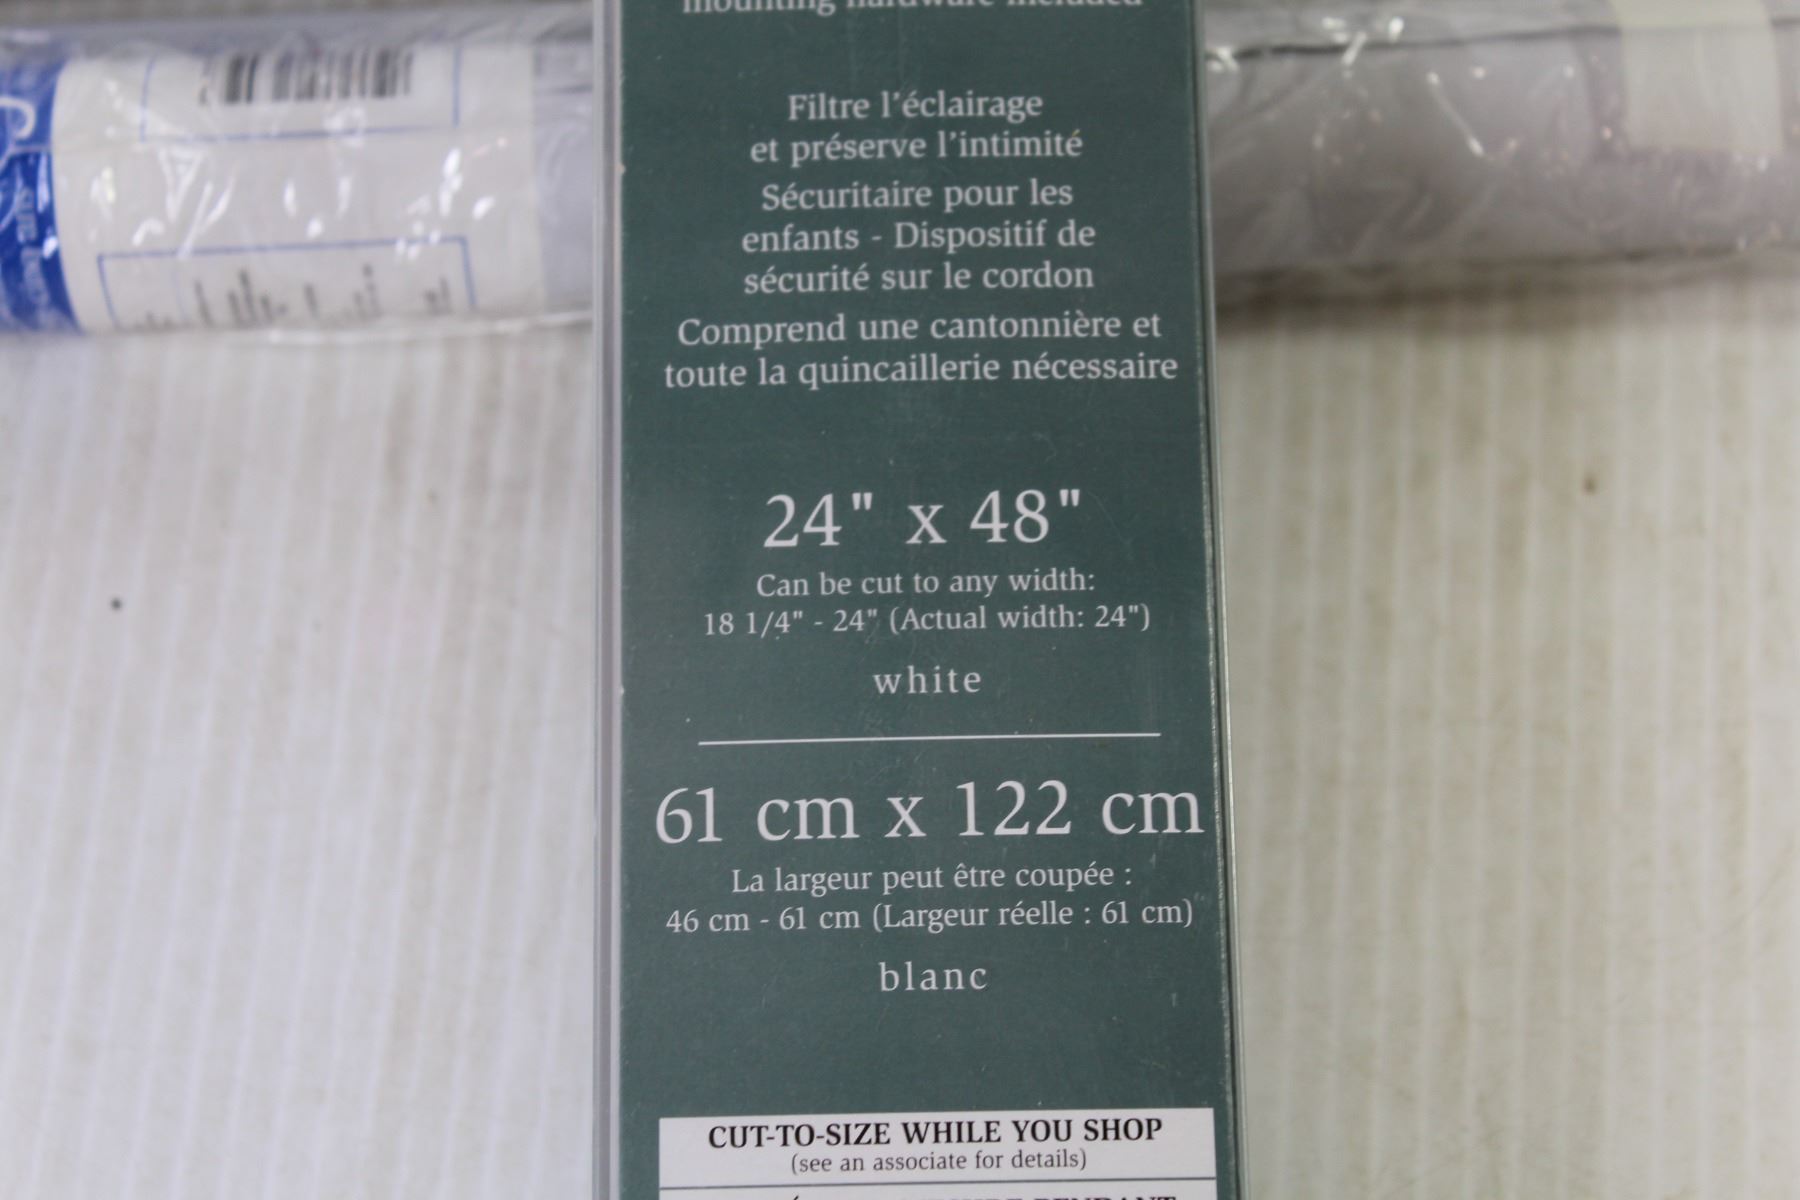 mounting hardware included
Filtre l'éclairage
et préserve l'intimité
Sécuritaire pour les
enfants - Dispositif de
sécurité sur le cordon
Comprend une cantonnière et
toute la quincaillerie nécessaire
24" x 48"
Can be cut to any width:
18 1/4" - 24" (Actual width: 24")
white
61 cm x 122 cm
La largeur peut être coupée :
46 cm - 61 cm (Largeur réelle : 61 cm)
blanc
CUT-TO-SIZE WHILE YOU SHOP
(see an associate for details)